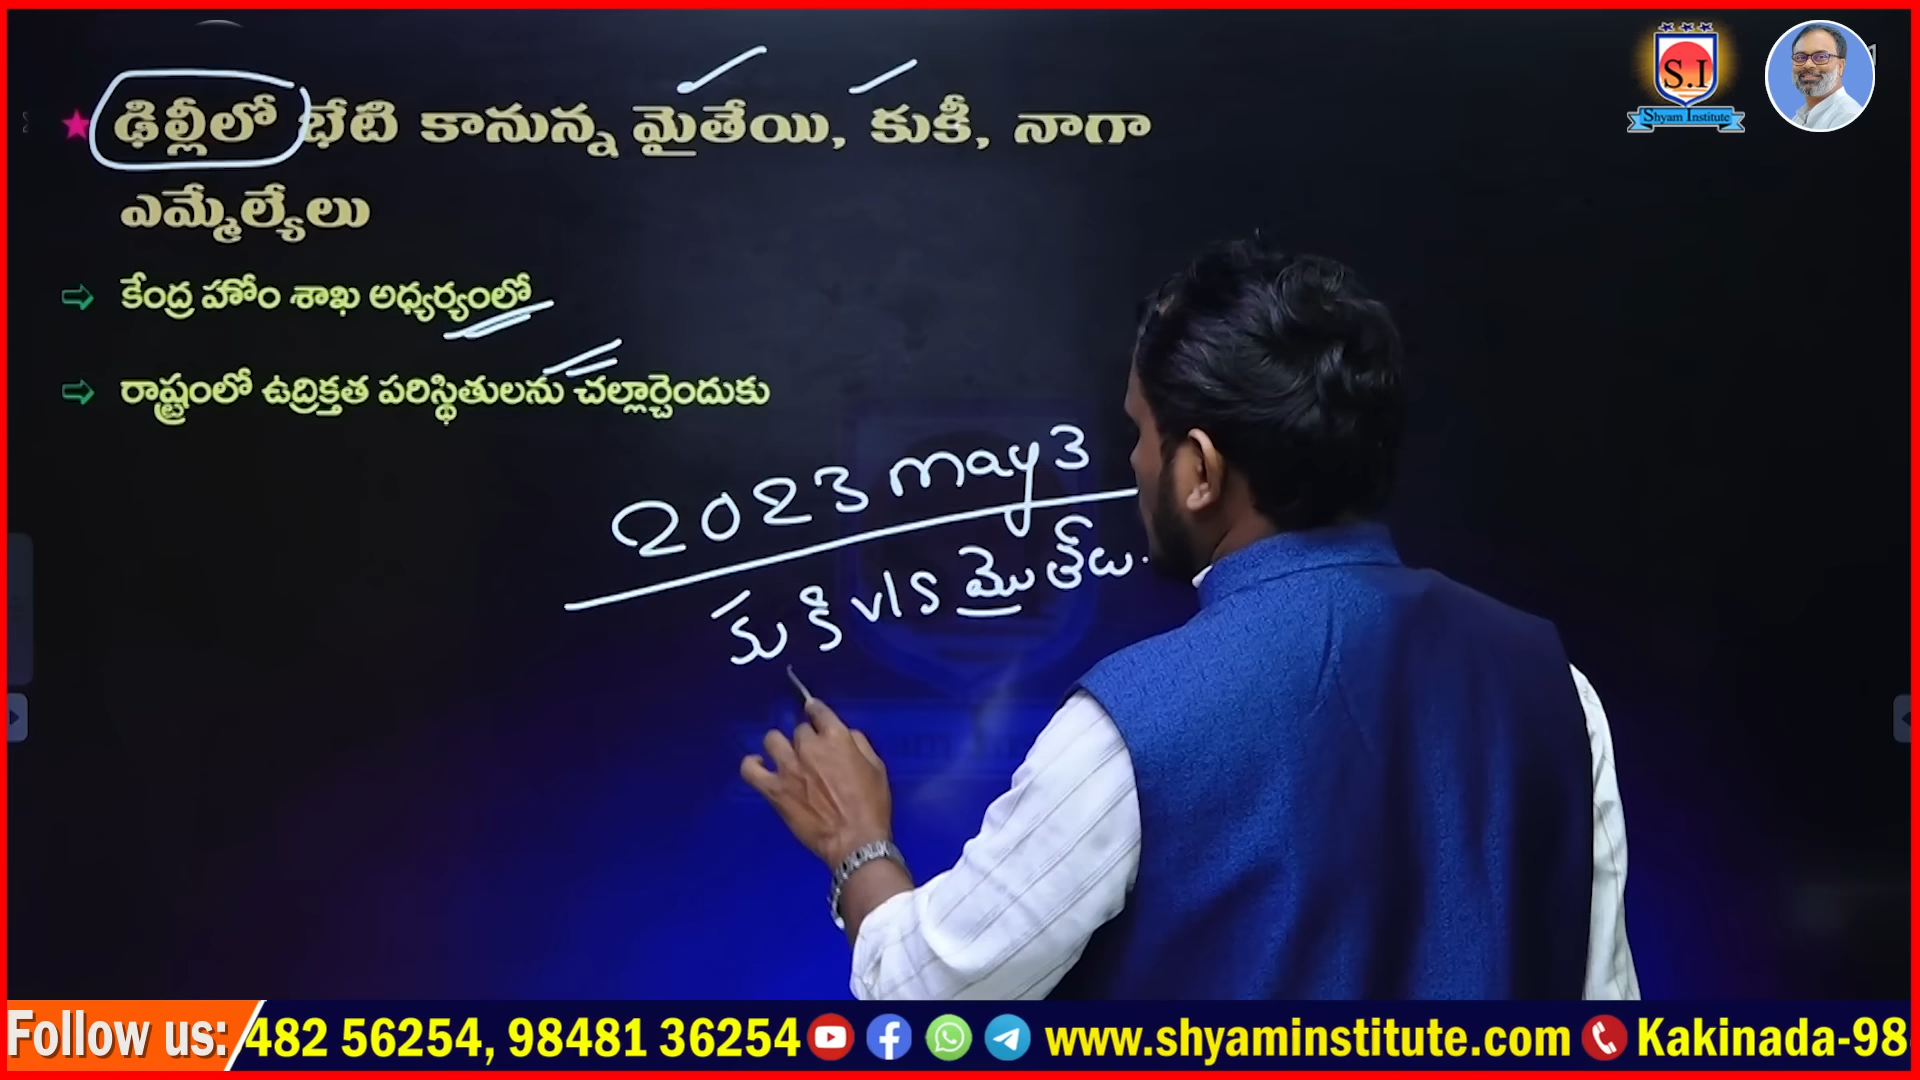 S.I
Shyam Institute
ఢిల్లీలో భేటి కానున్న మైతేయి, కుకీ, నాగా
ఎమ్మేల్యేలు
కేంద్ర హోం శాఖ అధ్వర్యంలో
రాష్ట్రంలో ఉద్రిక్తత పరిస్థితులను చల్లార్చెందుకు
2023 may 3
కుకి v/s
Follow us: 482 56254, 98481 36254 www.shyaminstitute.com Kakinada-98